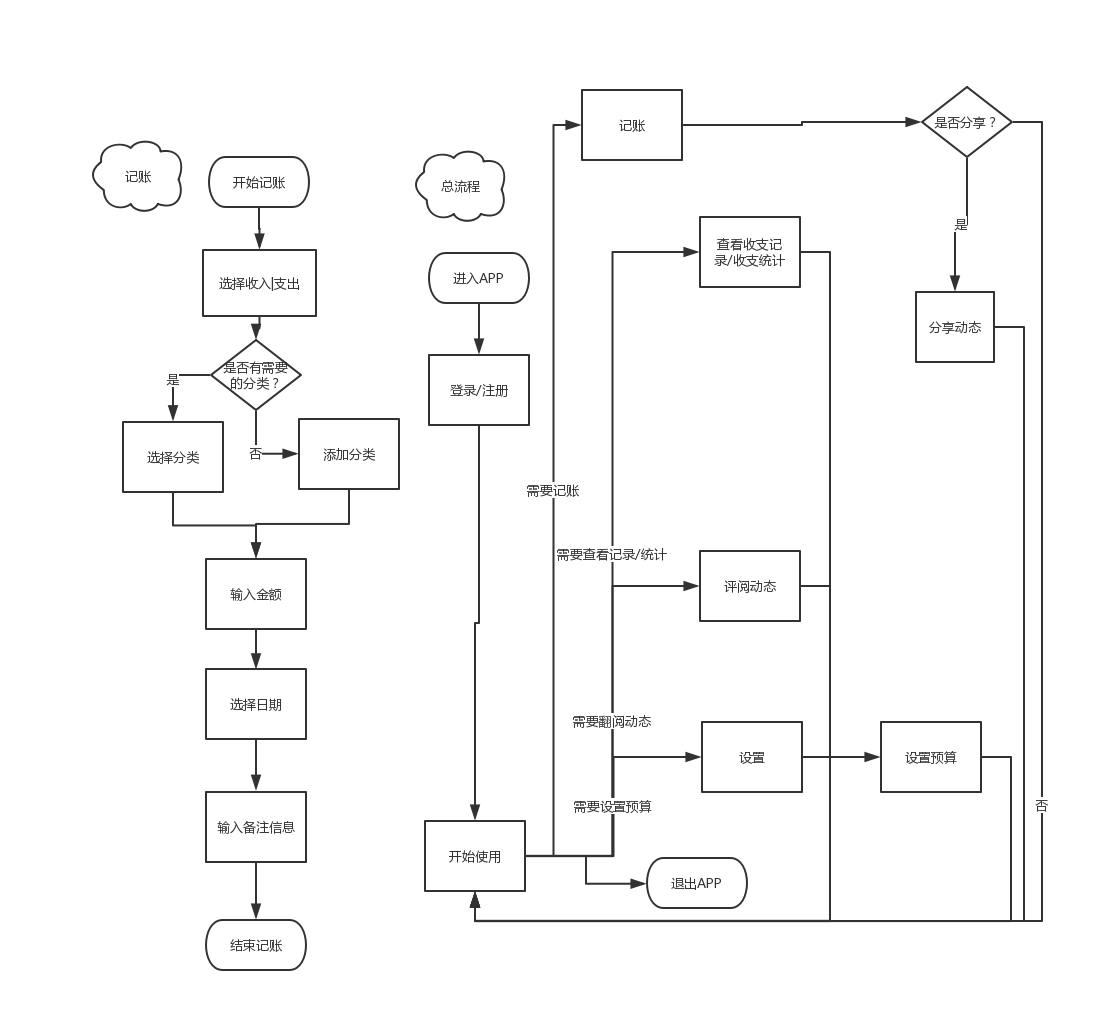 记账
开始记账
选择收入|支出
是否有需要
的分类？
是
选择分类
否
添加分类
输入金额
选择日期
输入备注信息
结束记账
总流程
进入APP
登录/注册
开始使用
需要记账
记账
是否分享？
是
分享动态
否
需要查看记录/统计
查看收支记
录/收支统计
需要翻阅动态
评阅动态
需要设置预算
设置
设置预算
退出APP